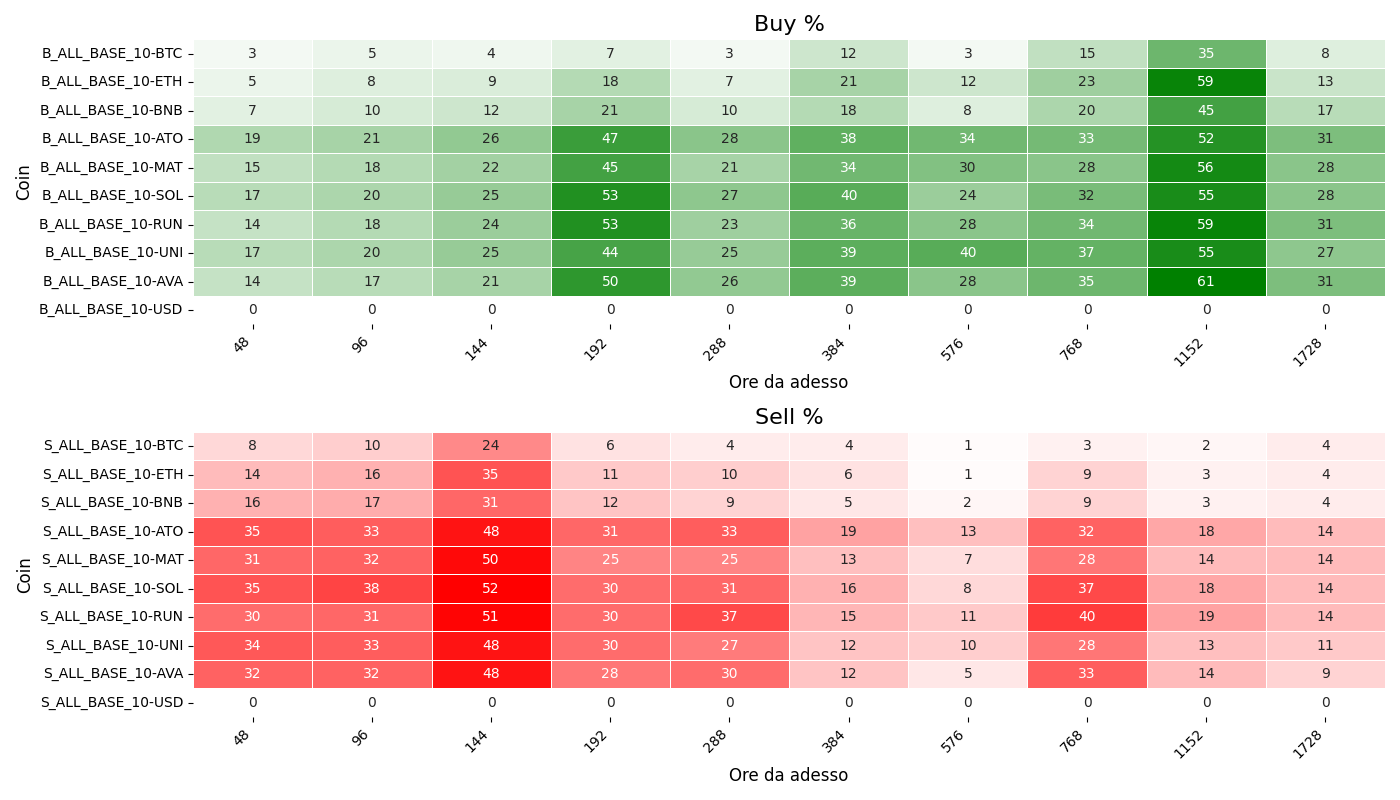 Buy %
Coin
B_ALL_BASE_10-BTC 3 5 4 7 3 12 3 15 35 8
B_ALL_BASE_10-ETH 5 8 9 18 7 21 12 23 59 13
B_ALL_BASE_10-BNB 7 10 12 21 10 18 8 20 45 17
B_ALL_BASE_10-ATO 19 21 26 47 28 38 34 33 52 31
B_ALL_BASE_10-MAT 15 18 22 45 21 34 30 28 56 28
B_ALL_BASE_10-SOL 17 20 25 53 27 40 24 32 55 28
B_ALL_BASE_10-RUN 14 18 24 53 23 36 28 34 59 31
B_ALL_BASE_10-UNI 17 20 25 44 25 39 40 37 55 27
B_ALL_BASE_10-AVA 14 17 21 50 26 39 28 35 61 31
B_ALL_BASE_10-USD 0 0 0 0 0 0 0 0 0 0
48 96 144 192 288 384 576 768 1152 1728
Ore da adesso
Sell %
Coin
S_ALL_BASE_10-BTC 8 10 24 6 4 4 1 3 2 4
S_ALL_BASE_10-ETH 14 16 35 11 10 6 1 9 3 4
S_ALL_BASE_10-BNB 16 17 31 12 9 5 2 9 3 4
S_ALL_BASE_10-ATO 35 33 48 31 33 19 13 32 18 14
S_ALL_BASE_10-MAT 31 32 50 25 25 13 7 28 14 14
S_ALL_BASE_10-SOL 35 38 52 30 31 16 8 37 18 14
S_ALL_BASE_10-RUN 30 31 51 30 37 15 11 40 19 14
S_ALL_BASE_10-UNI 34 33 48 30 27 12 10 28 13 11
S_ALL_BASE_10-AVA 32 32 48 28 30 12 5 33 14 9
S_ALL_BASE_10-USD 0 0 0 0 0 0 0 0 0 0
48 96 144 192 288 384 576 768 1152 1728
Ore da adesso